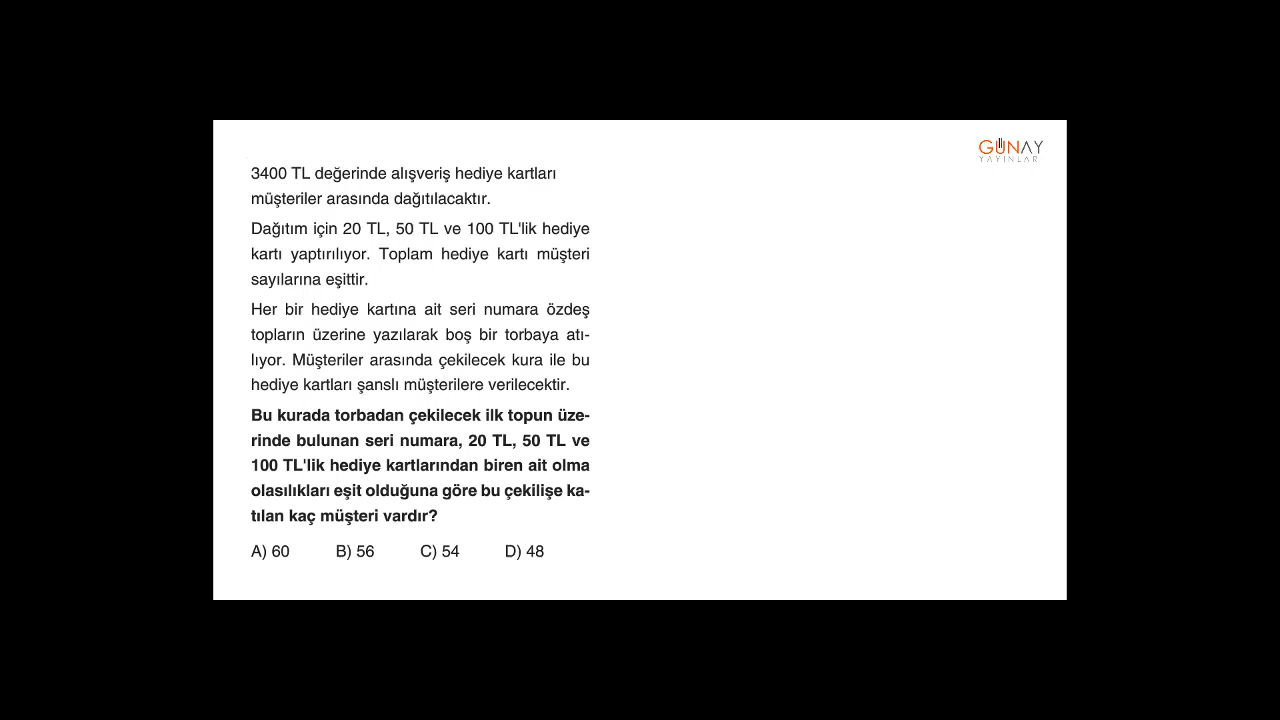 GÜNAY
YAYINLAR
3400 TL değerinde alışveriş hediye kartları
müşteriler arasında dağıtılacaktır.
Dağıtım için 20 TL, 50 TL ve 100 TL'lik hediye
kartı yaptırılıyor. Toplam hediye kartı müşteri
sayılarına eşittir.
Her bir hediye kartına ait seri numara özdeş
topların üzerine yazılarak boş bir torbaya atı-
lıyor. Müşteriler arasında çekilecek kura ile bu
hediye kartları şanslı müşterilere verilecektir.
Bu kurada torbadan çekilecek ilk topun üze-
rinde bulunan seri numara, 20 TL, 50 TL ve
100 TL'lik hediye kartlarından biren ait olma
olasılıkları eşit olduğuna göre bu çekilişe ka-
tılan kaç müşteri vardır?
A) 60 B) 56 C) 54 D) 48